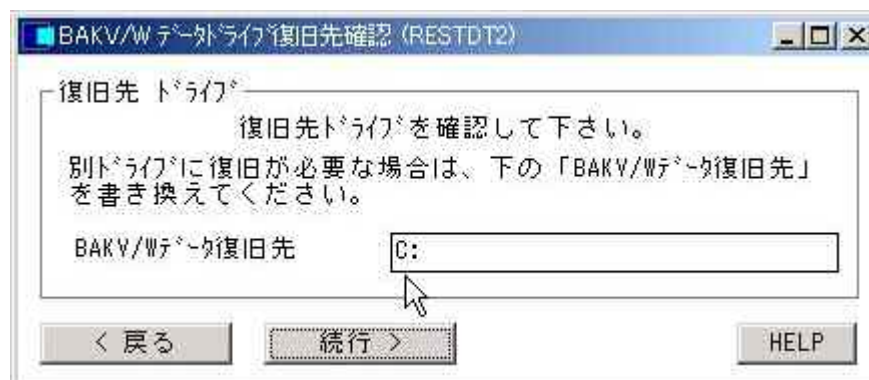 BAKV/W ﾃﾞｰﾀﾄﾞﾗｲﾌﾞ復旧先確認 (RESTDT2)
復旧先 ﾄﾞﾗｲﾌﾞ
復旧先ﾄﾞﾗｲﾌﾞを確認して下さい。
別ﾄﾞﾗｲﾌﾞに復旧が必要な場合は、下の「BAKV/Wﾃﾞｰﾀ復旧先」
を書き換えてください。
BAKV/Wﾃﾞｰﾀ復旧先 C:
< 戻る 続行 > HELP